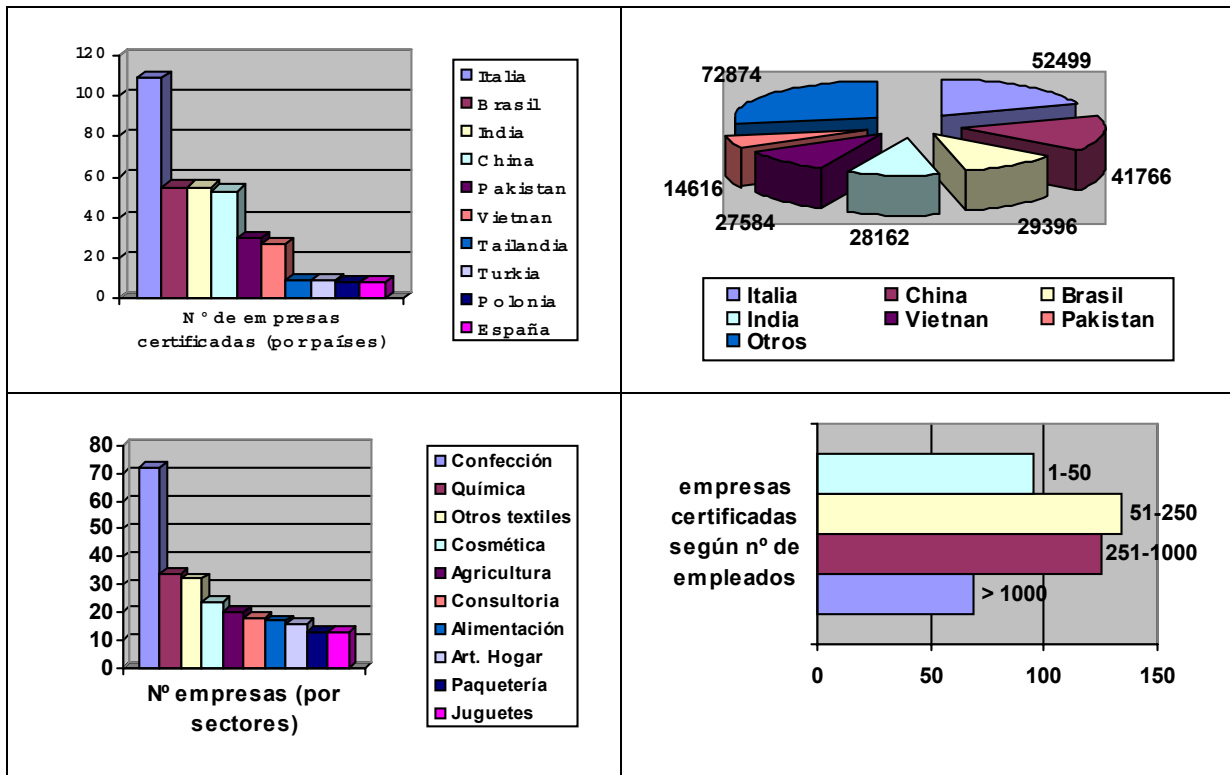 120
100
80
60
40
20
0
N° de empresas
certificadas (por países)
Italia
Brasil
India
China
Pakistan
Vietnan
Tailandia
Turkia
Polonia
España
72874
52499
14616
41766
27584
28162
29396
Italia China Brasil
India Vietnan Pakistan
Otros
80
70
60
50
40
30
20
10
0
Nº empresas (por
sectores)
Confección
Química
Otros textiles
Cosmética
Agricultura
Consultoria
Alimentación
Art. Hogar
Paquetería
Juguetes
empresas
certificadas
según nº de
empleados
1-50
51-250
251-1000
> 1000
0 50 100 150